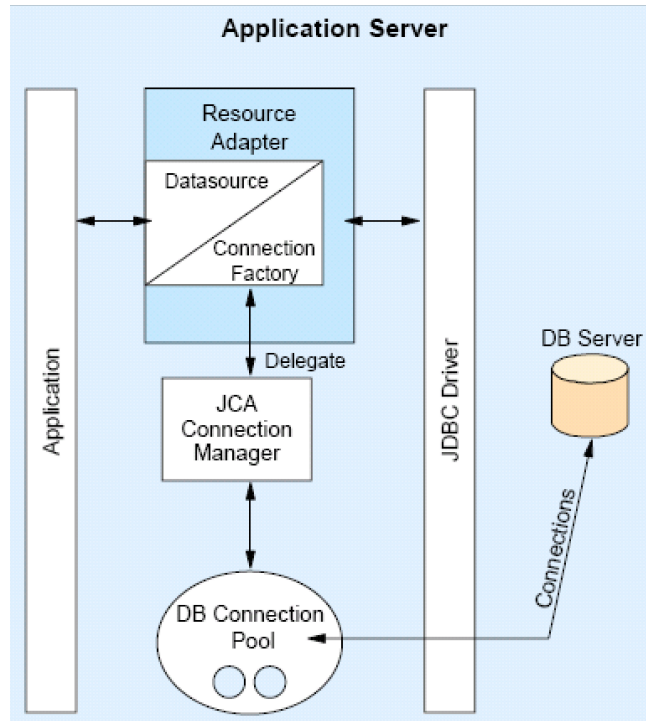 Application Server
Resource
Adapter
Datasource
Connection
Factory
Delegate
DB Server
JCA
Connection
Manager
Application
JDBC Driver
Connections
DB Connection
Pool